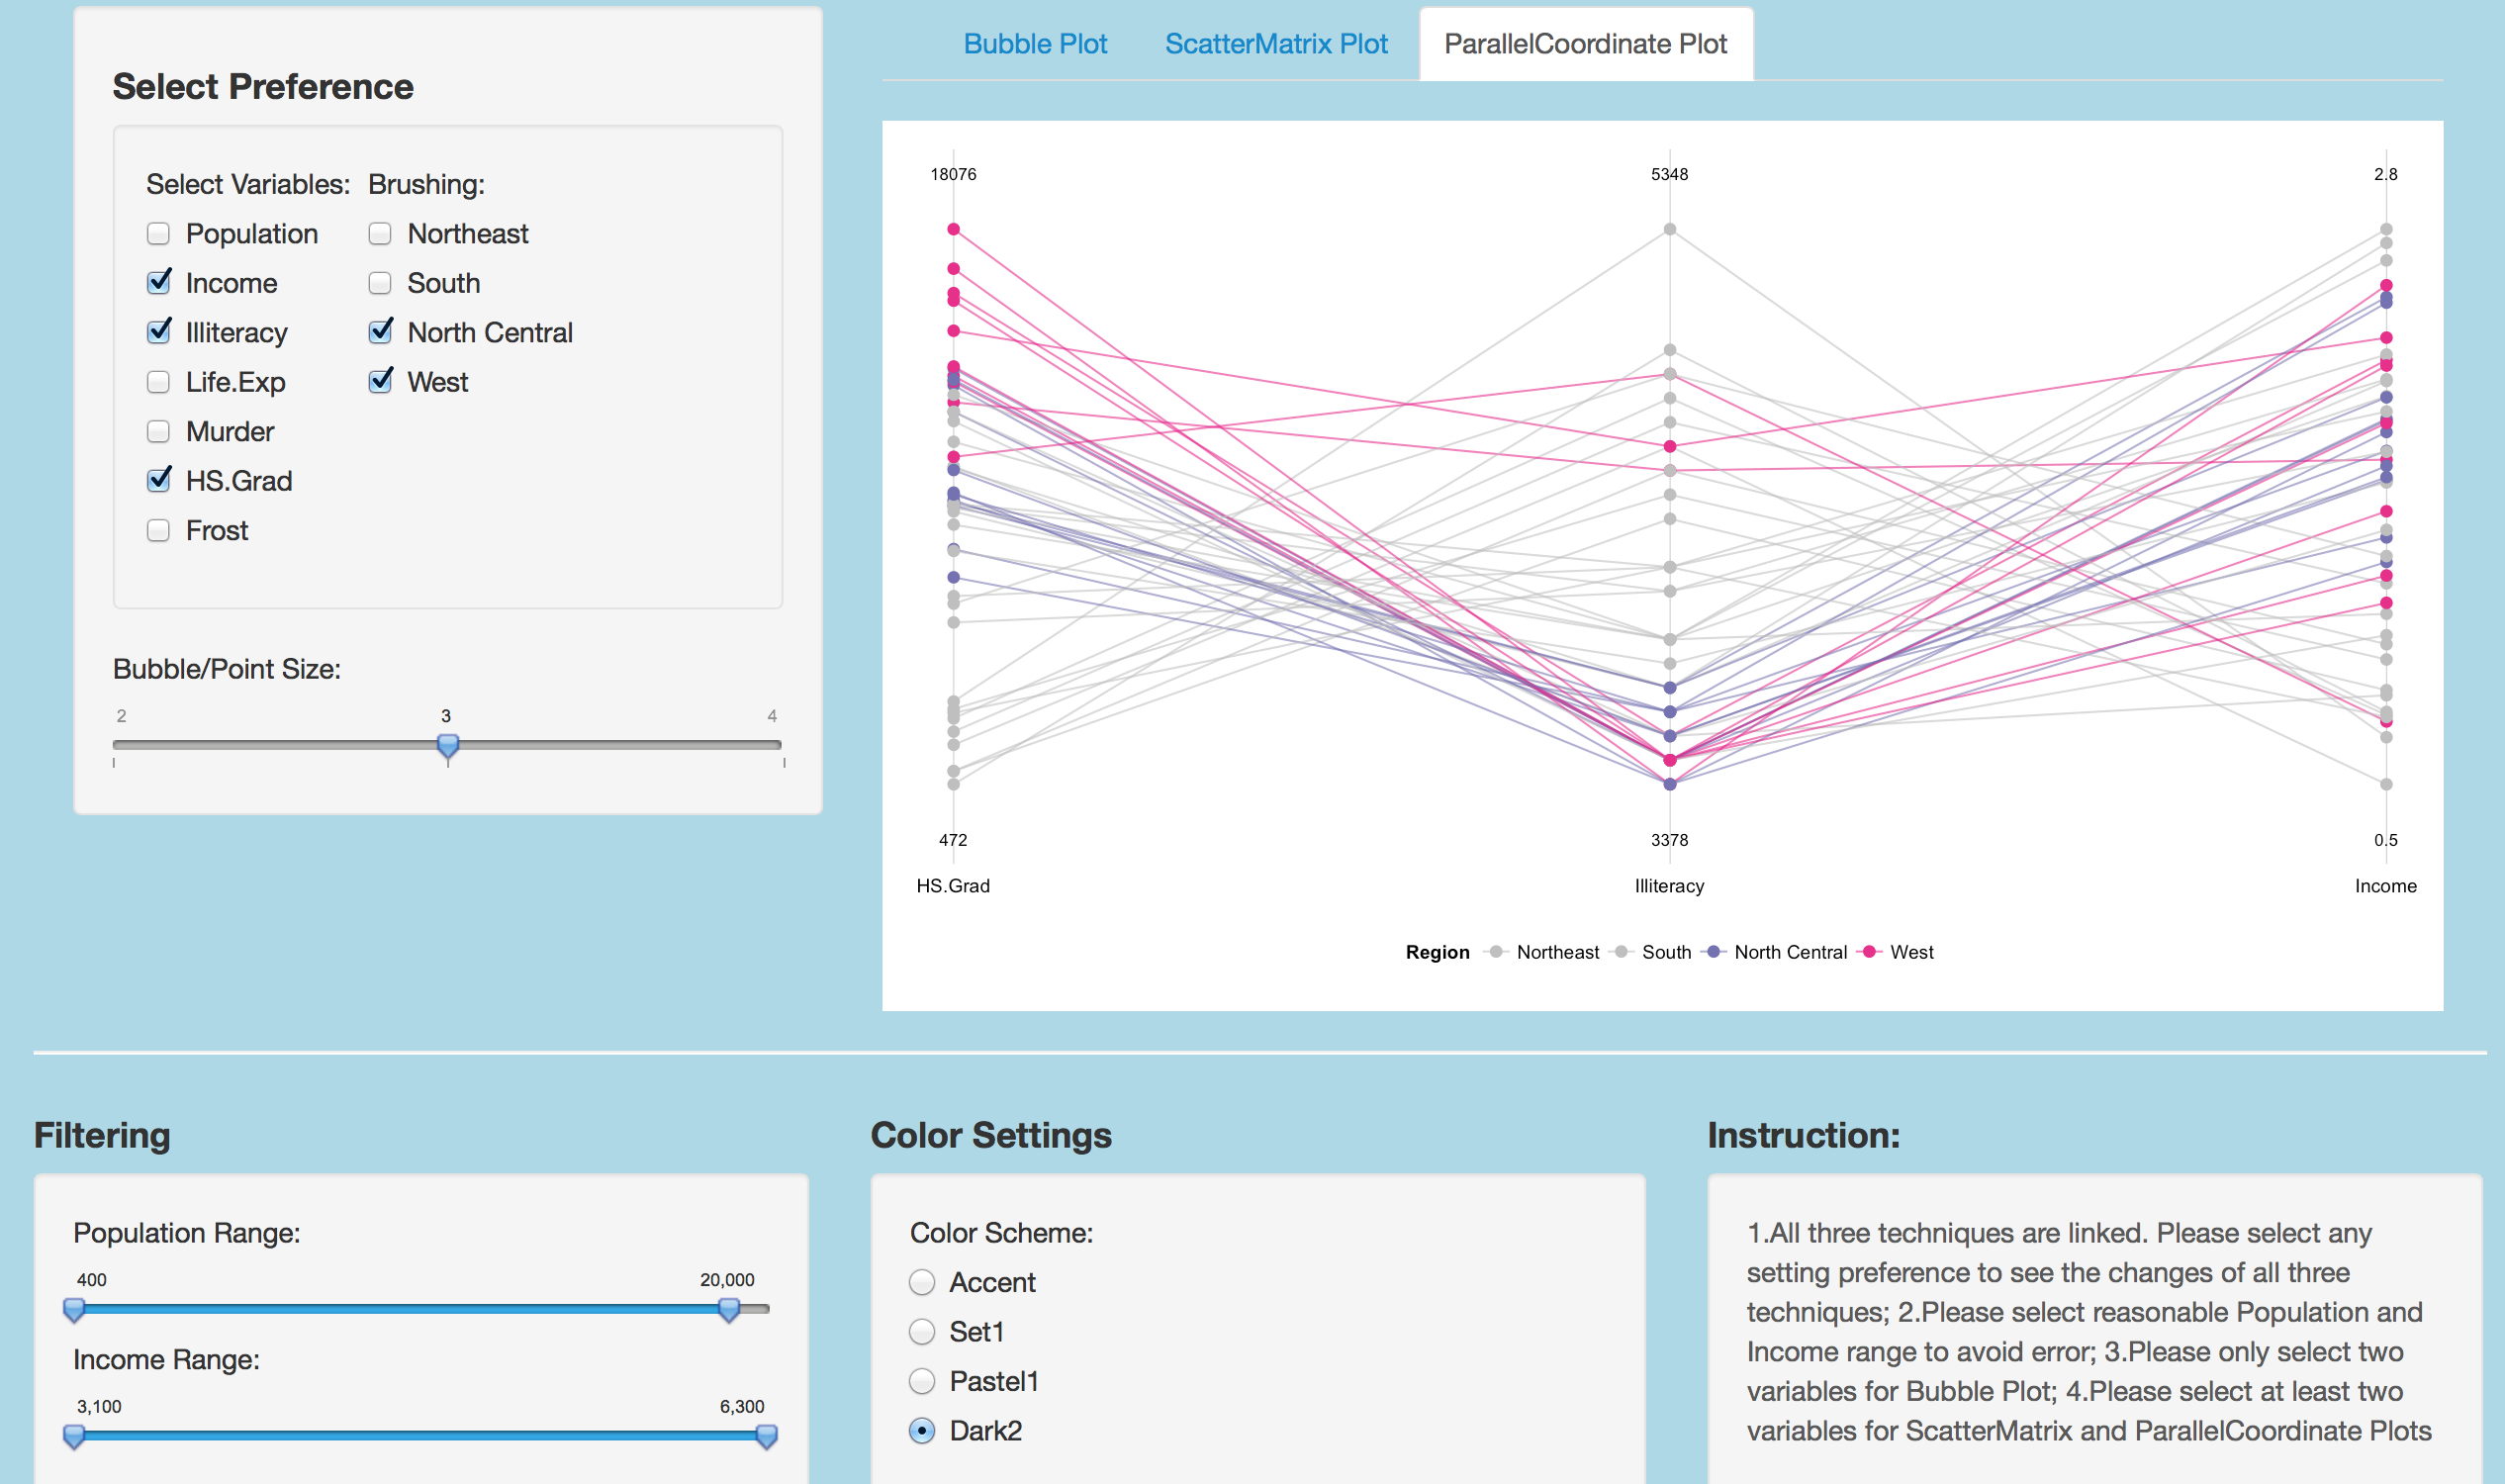 Select Preference
Select Variables:
Population
Income
Illiteracy
Life.Exp
Murder
HS.Grad
Frost
Brushing:
Northeast
South
North Central
West
Bubble/Point Size:
2 3 4
Bubble Plot ScatterMatrix Plot ParallelCoordinate Plot
18076 5348 2.8
472 3378 0.5
HS.Grad Illiteracy Income
Region Northeast South North Central West
Filtering
Population Range:
400 20,000
Income Range:
3,100 6,300
Color Settings
Color Scheme:
Accent
Set1
Pastel1
Dark2
Instruction:
1.All three techniques are linked. Please select any
setting preference to see the changes of all three
techniques; 2.Please select reasonable Population and
Income range to avoid error; 3.Please only select two
variables for Bubble Plot; 4.Please select at least two
variables for ScatterMatrix and ParallelCoordinate Plots